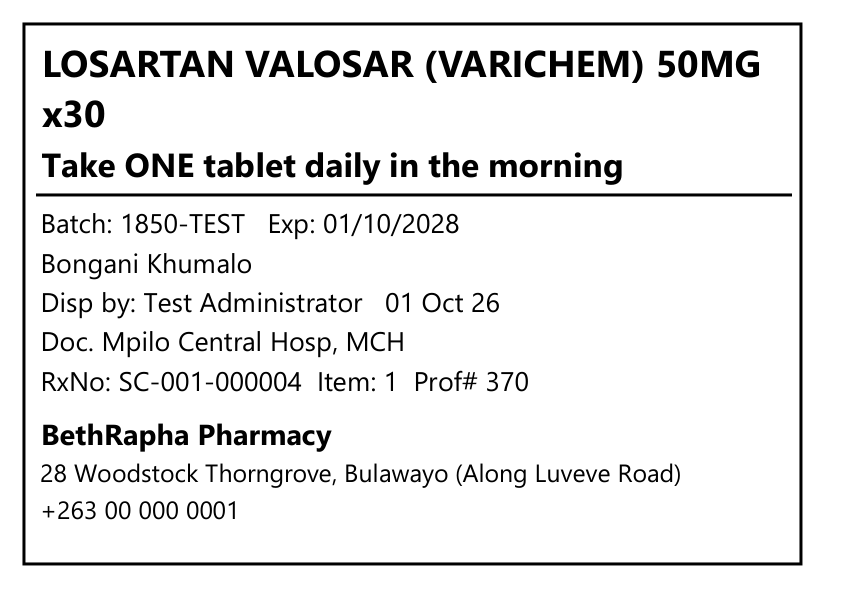 LOSARTAN VALOSAR (VARICHEM) 50MG
x30
Take ONE tablet daily in the morning
Batch: 1850-TEST   Exp: 01/10/2028
Bongani Khumalo
Disp by: Test Administrator   01 Oct 26
Doc. Mpilo Central Hosp, MCH
RxNo: SC-001-000004  Item: 1  Prof# 370
BethRapha Pharmacy
28 Woodstock Thorngrove, Bulawayo (Along Luveve Road)
+263 00 000 0001